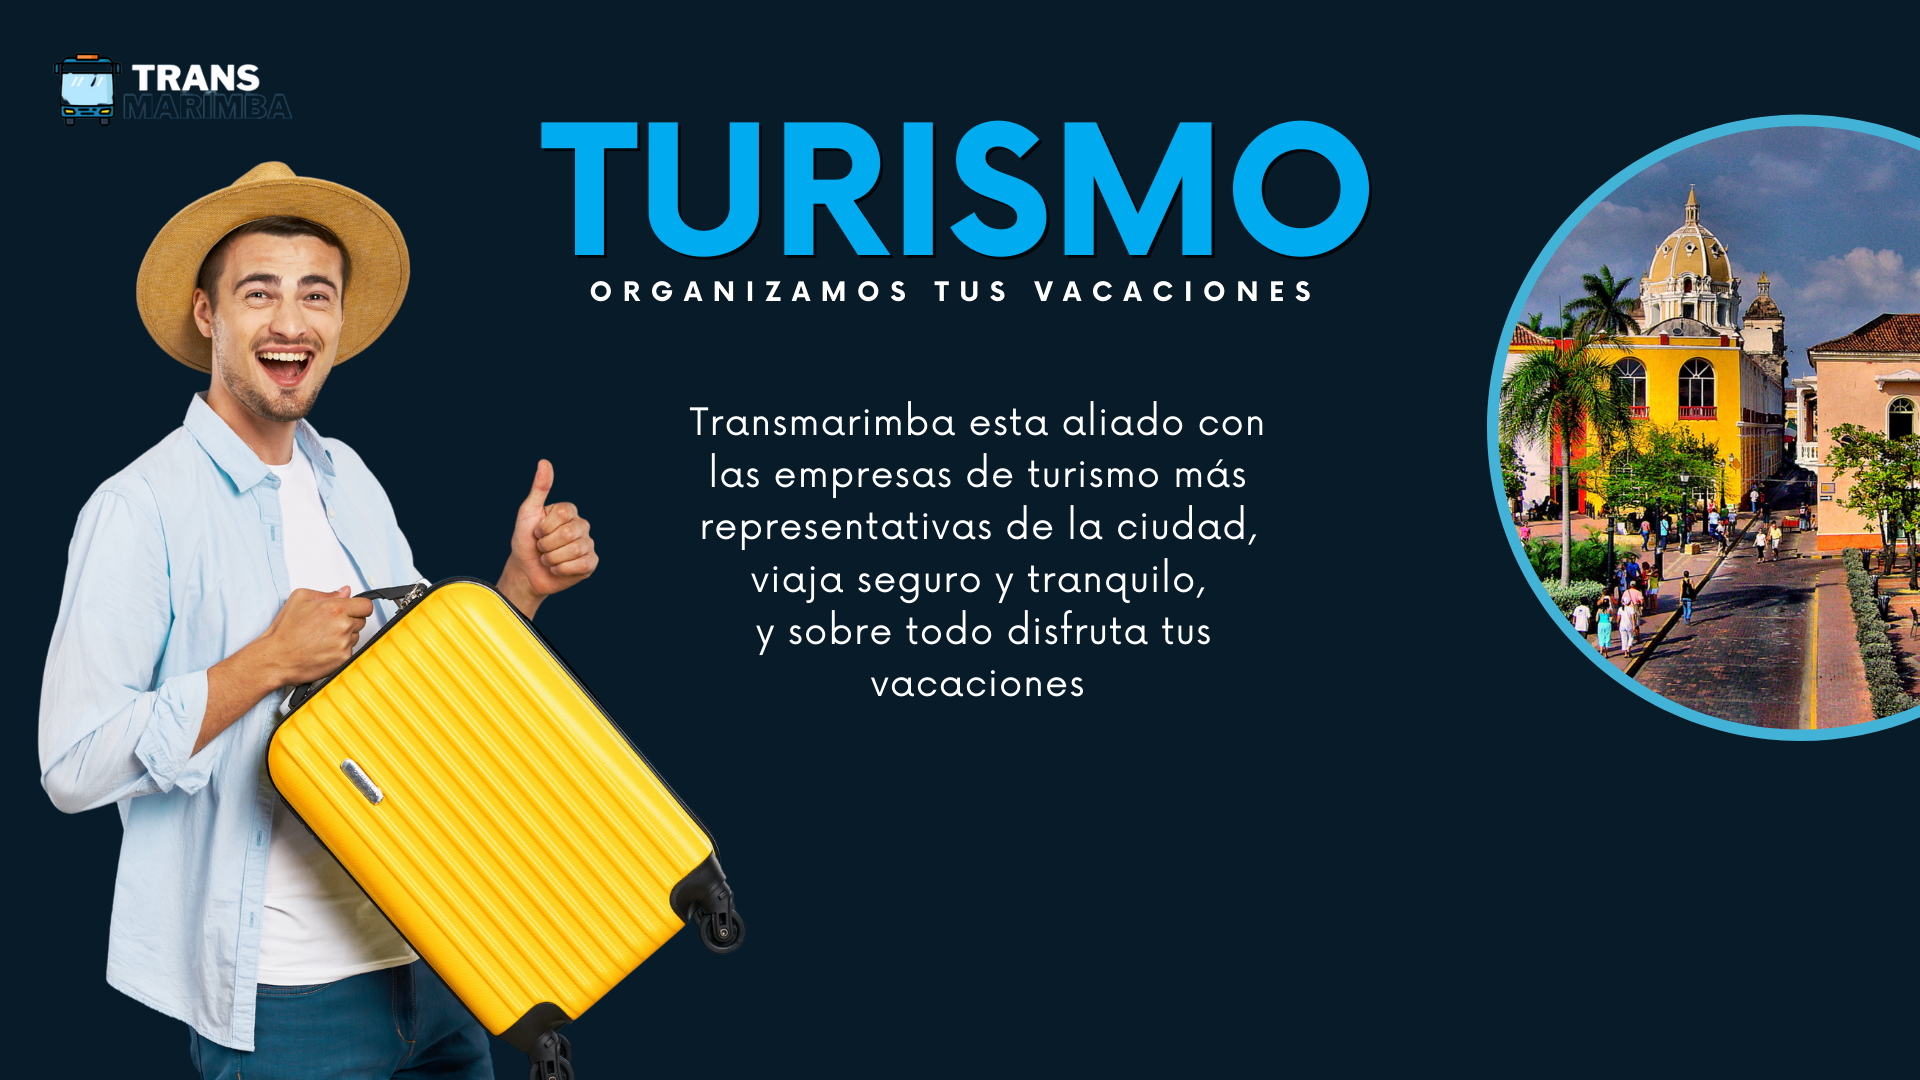 TRANS
MARIMBA
TURISMO
ORGANIZAMOS TUS VACACIONES
Transmarimba esta aliado con
las empresas de turismo más
representativas de la ciudad,
viaja seguro y tranquilo,
y sobre todo disfruta tus
vacaciones